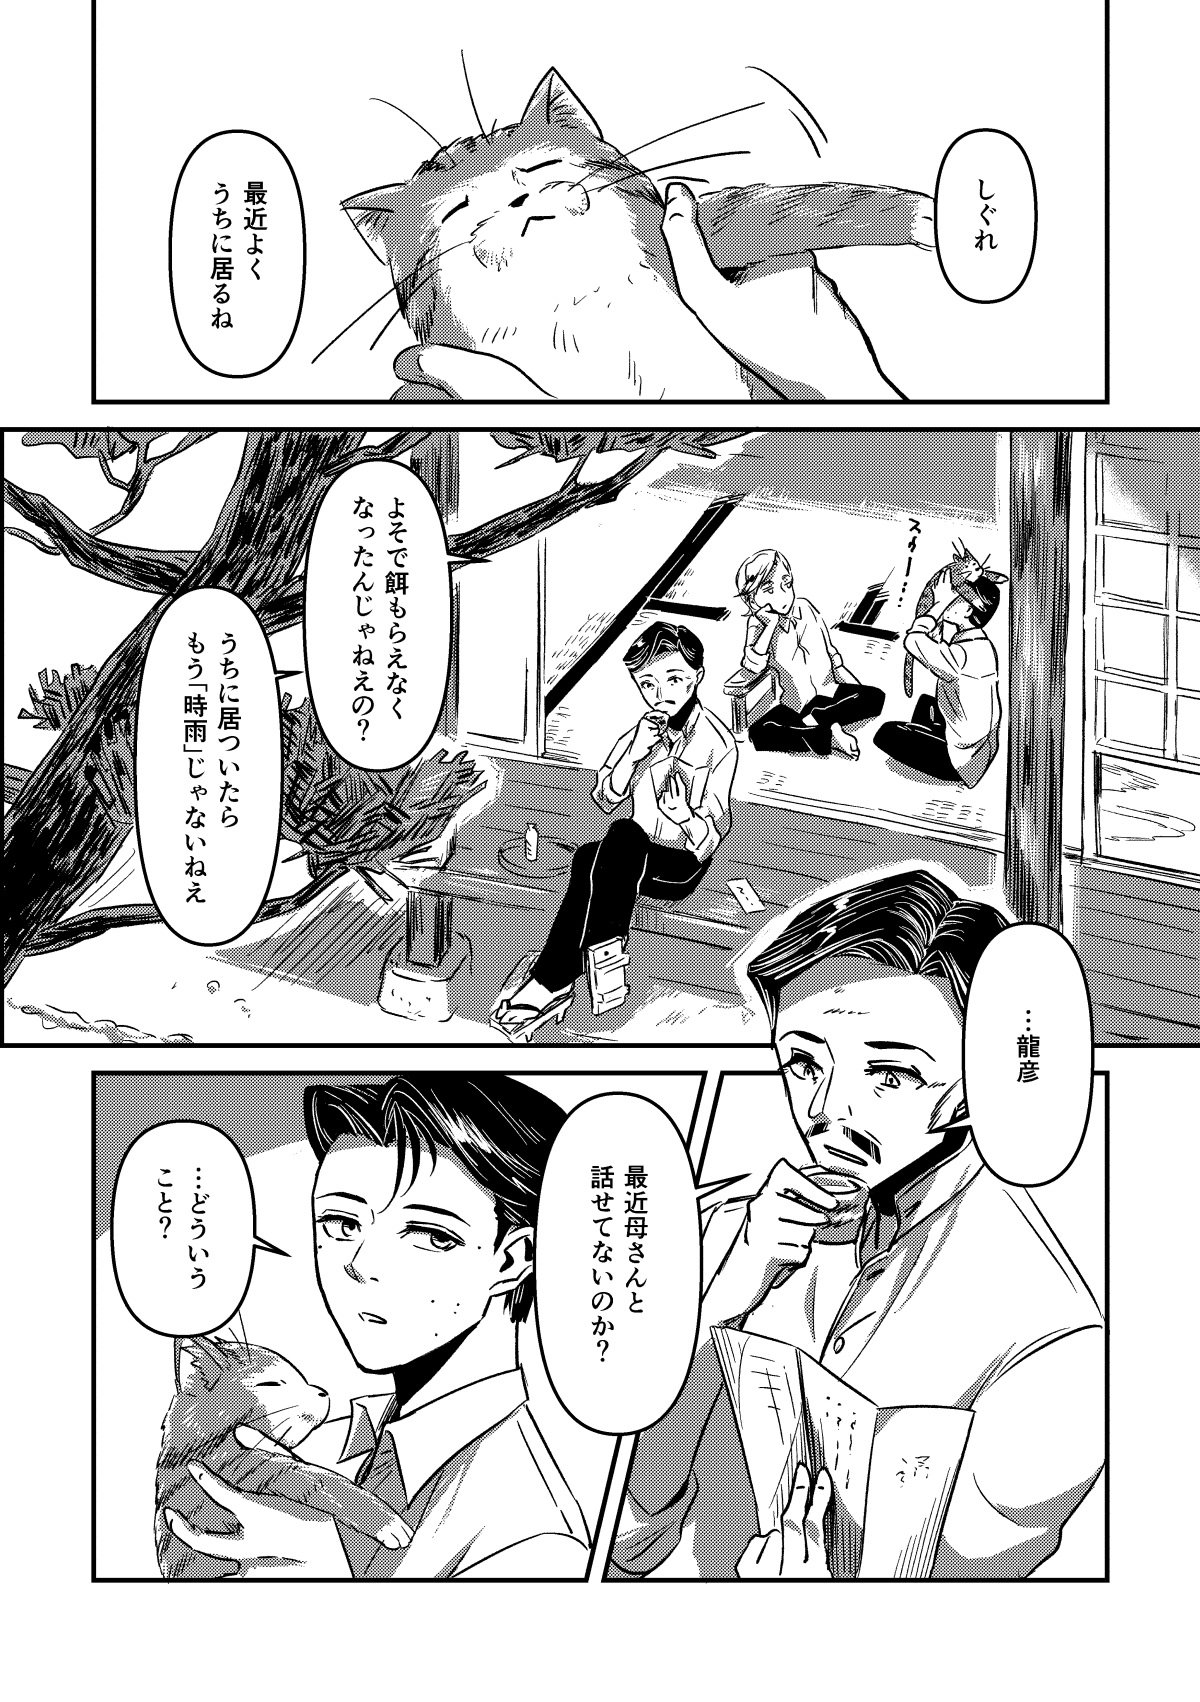 しぐれ
最近よく
うちに居るね
スゥー…
よそで餌もらえなく
なったんじゃねえの？
うちに居ついたら
もう「時雨」じゃないねえ
…龍彦
最近母さんと
話せてないのか？
…どういう
こと？